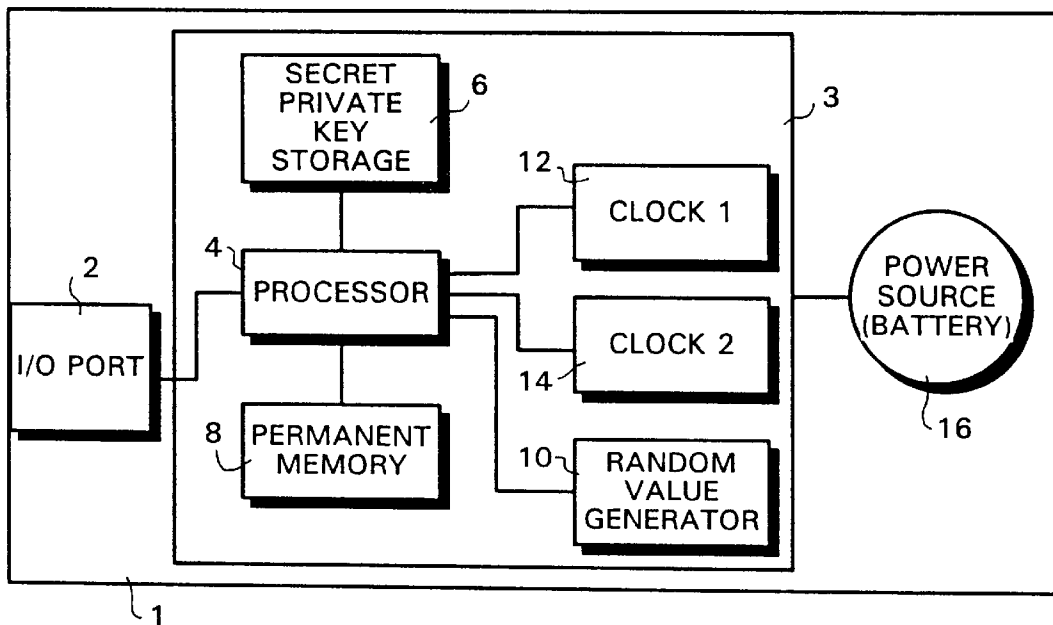 SECRET
PRIVATE
KEY
STORAGE
6
3
12
CLOCK 1
4
PROCESSOR
2
I/O PORT
POWER
SOURCE
(BATTERY)
16
CLOCK 2
14
8
PERMANENT
MEMORY
10
RANDOM
VALUE
GENERATOR
1